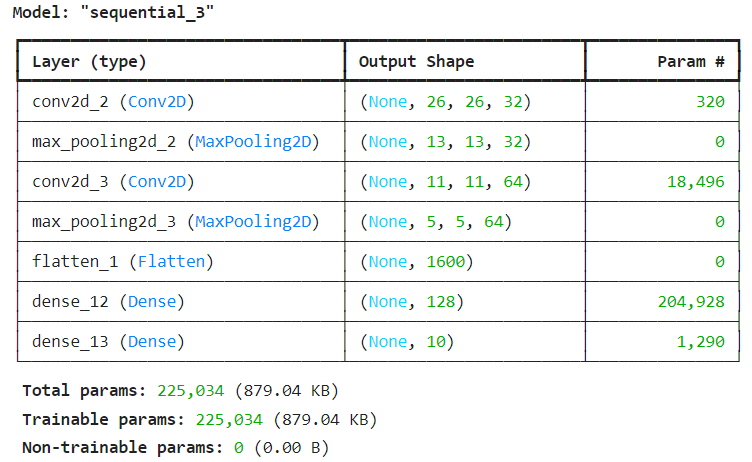 Model: "sequential_3"
Layer (type) Output Shape Param #
conv2d_2 (Conv2D) (None, 26, 26, 32) 320
max_pooling2d_2 (MaxPooling2D) (None, 13, 13, 32) 0
conv2d_3 (Conv2D) (None, 11, 11, 64) 18,496
max_pooling2d_3 (MaxPooling2D) (None, 5, 5, 64) 0
flatten_1 (Flatten) (None, 1600) 0
dense_12 (Dense) (None, 128) 204,928
dense_13 (Dense) (None, 10) 1,290
Total params: 225,034 (879.04 KB)
Trainable params: 225,034 (879.04 KB)
Non-trainable params: 0 (0.00 B)